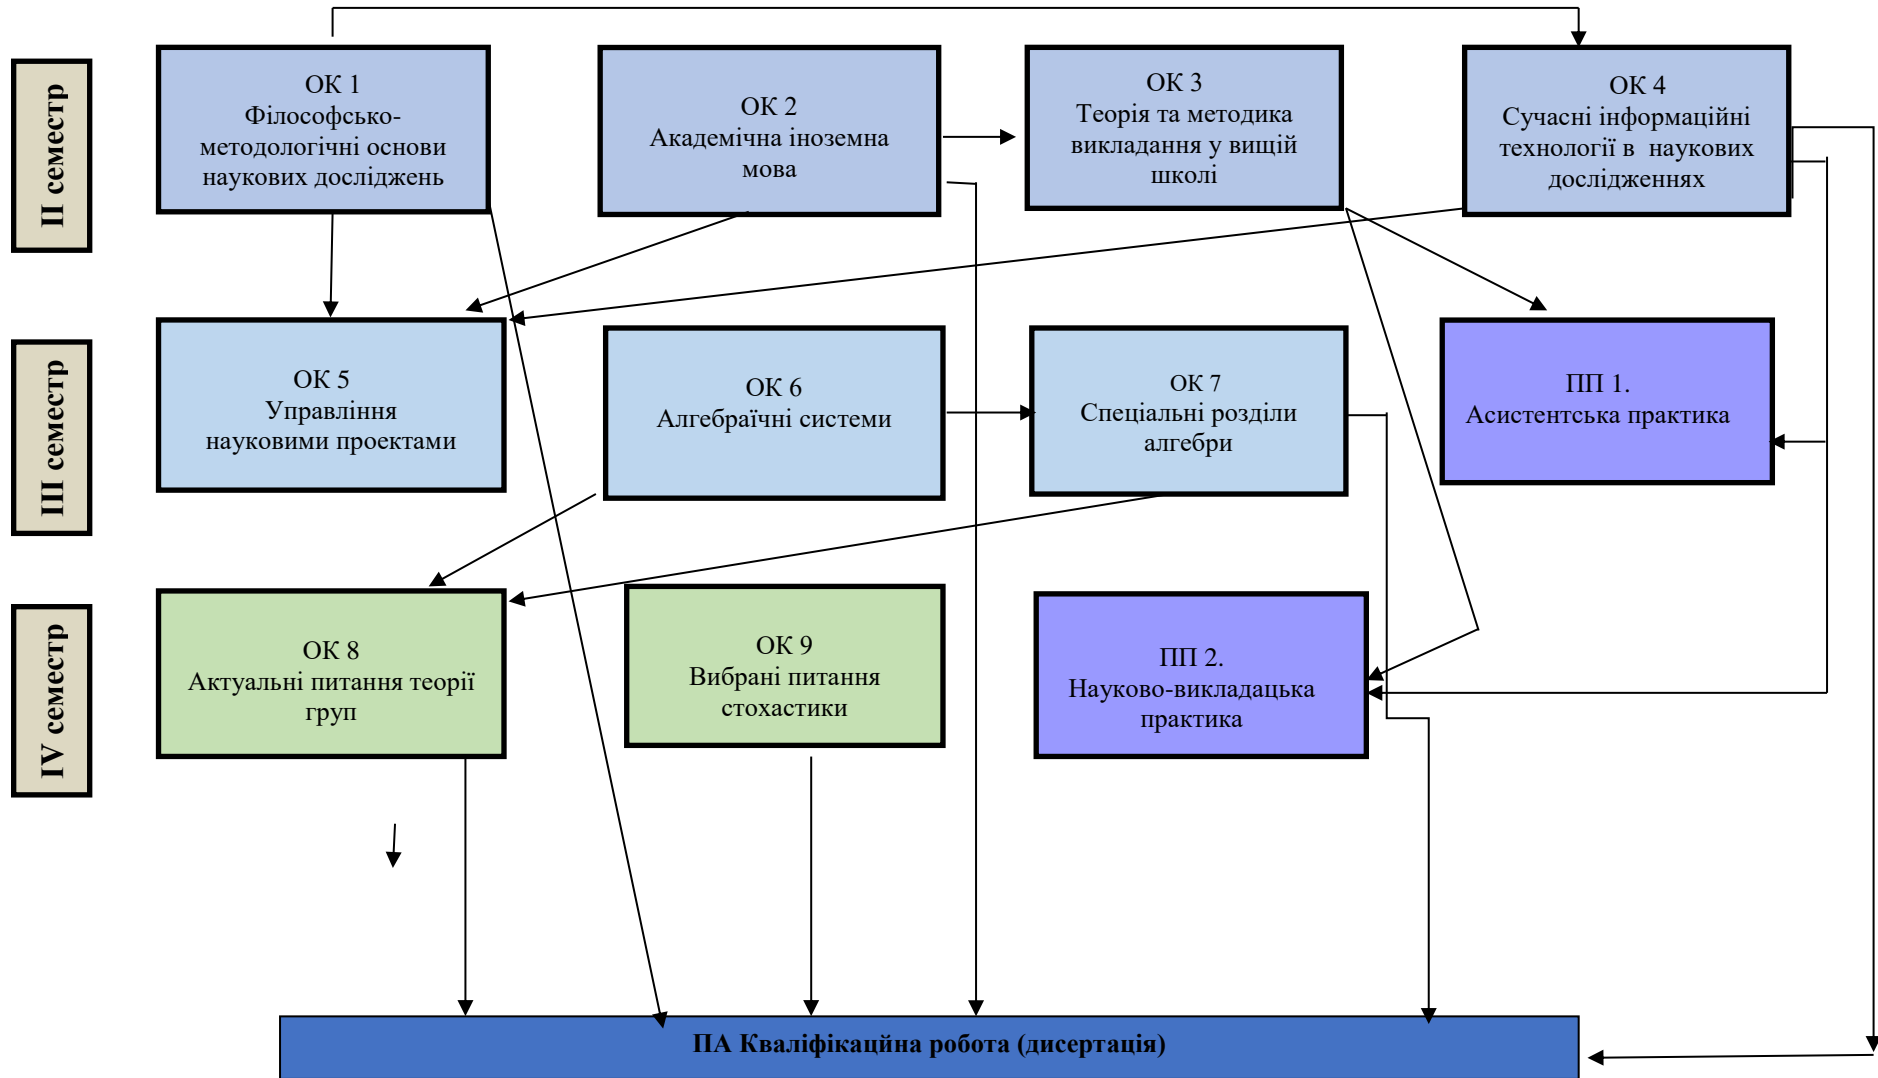 II семестр
ОК 1
Філософсько-
методологічні основи
наукових досліджень
ОК 2
Академічна іноземна
мова
ОК 3
Теорія та методика
викладання у вищій
школі
ОК 4
Сучасні інформаційні
технології в наукових
дослідженнях
III семестр
ОК 5
Управління
науковими проектами
ОК 6
Алгебраїчні системи
ОК 7
Спеціальні розділи
алгебри
ПП 1.
Асистентська практика
IV семестр
ОК 8
Актуальні питання теорії
груп
ОК 9
Вибрані питання
стохастики
ПП 2.
Науково-викладацька
практика
ПА Кваліфікаційна робота (дисертація)